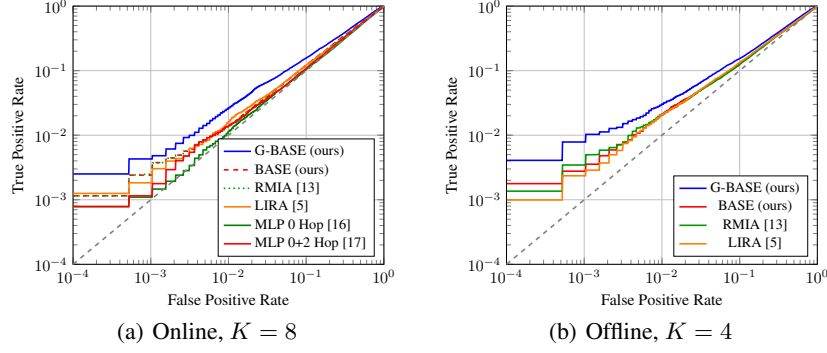 10^0
10^−1
10^−2
10^−3
10^−4
True Positive Rate
G-BASE (ours)
BASE (ours)
RMIA [13]
LIRA [5]
MLP 0 Hop [16]
MLP 0+2 Hop [17]
10^−4 10^−3 10^−2 10^−1 10^0
False Positive Rate
(a) Online, K = 8
10^0
10^−1
10^−2
10^−3
10^−4
True Positive Rate
G-BASE (ours)
BASE (ours)
RMIA [13]
LIRA [5]
10^−4 10^−3 10^−2 10^−1 10^0
False Positive Rate
(b) Offline, K = 4